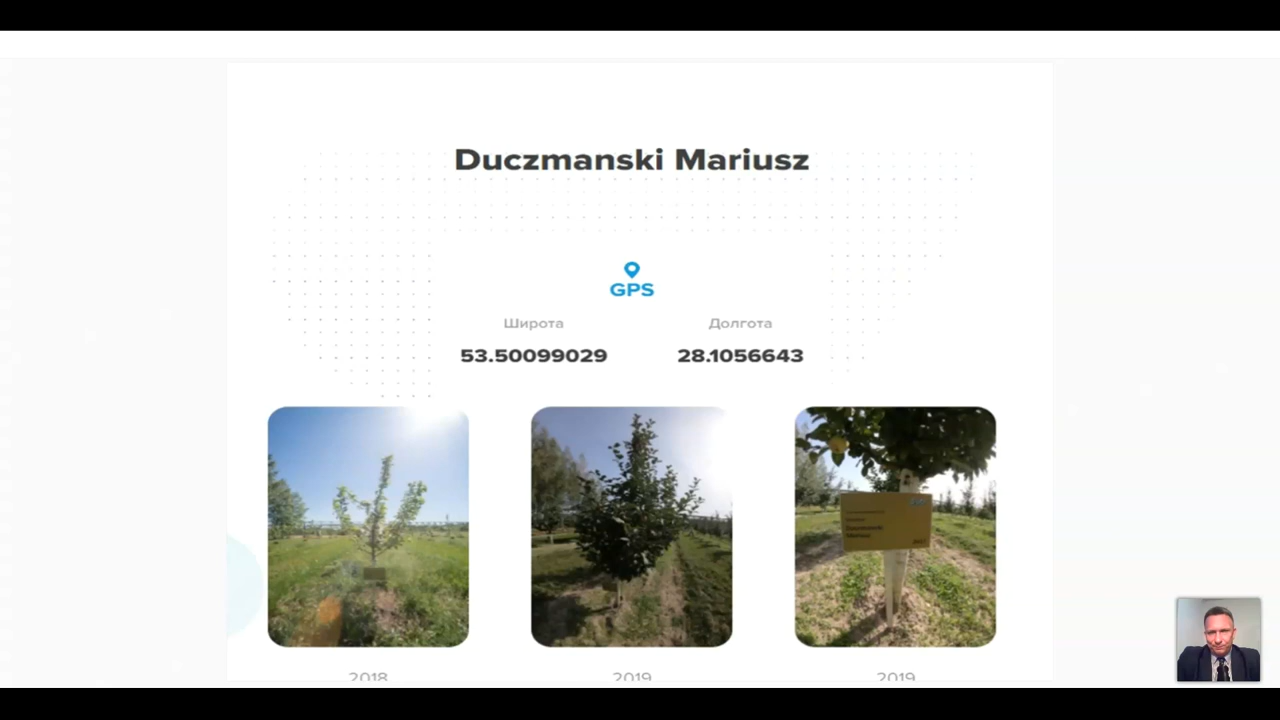 Duczmanski Mariusz
GPS
Широта Долгота
53.50099029 28.1056643
2018 2019 2019